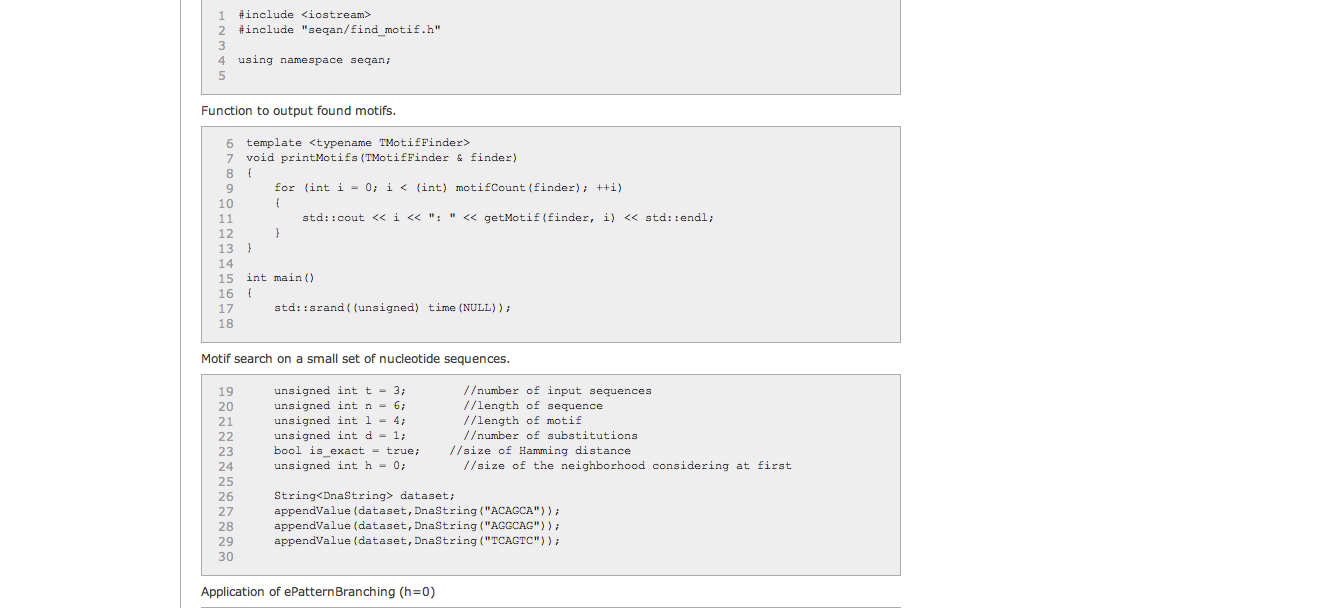 1 #include <iostream>
2 #include "seqan/find_motif.h"
3
4 using namespace seqan;
5
Function to output found motifs.
6 template <typename TMotifFinder>
7 void printMotifs(TMotifFinder & finder)
8 {
9     for (int i = 0; i < (int) motifCount(finder); ++i)
10     {
11         std::cout << i << ": " << getMotif(finder, i) << std::endl;
12     }
13 }
14
15 int main()
16 {
17     std::srand((unsigned) time(NULL));
18
Motif search on a small set of nucleotide sequences.
19     unsigned int t = 3;        //number of input sequences
20     unsigned int n = 6;        //length of sequence
21     unsigned int l = 4;        //length of motif
22     unsigned int d = 1;        //number of substitutions
23     bool is_exact = true;    //size of Hamming distance
24     unsigned int h = 0;        //size of the neighborhood considering at first
25
26     String<DnaString> dataset;
27     appendValue(dataset,DnaString("ACAGCA"));
28     appendValue(dataset,DnaString("AGGCAG"));
29     appendValue(dataset,DnaString("TCAGTC"));
30
Application of ePatternBranching (h=0)